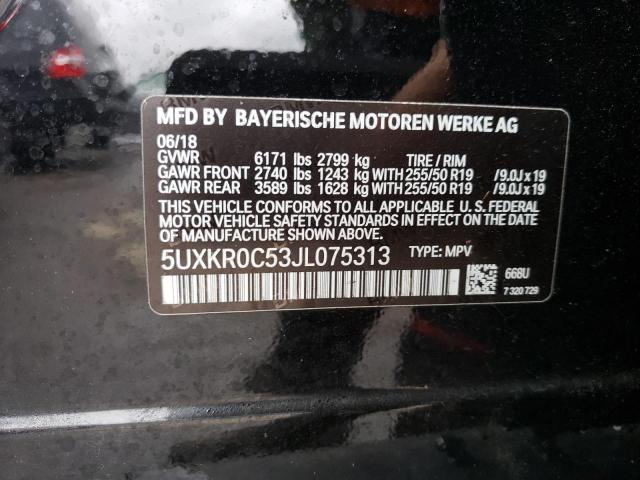 MFD BY BAYERISCHE MOTOREN WERKE AG
06/18
GVWR 6171 lbs 2799 kg TIRE / RIM
GAWR FRONT 2740 lbs 1243 kg WITH 255/50 R19 /9.0J x 19
GAWR REAR 3589 lbs 1628 kg WITH 255/50 R19 /9.0J x 19
THIS VEHICLE CONFORMS TO ALL APPLICABLE U. S. FEDERAL
MOTOR VEHICLE SAFETY STANDARDS IN EFFECT ON THE
DATE OF MANUFACTURE SHOWN ABOVE.
5UXKR0C53JL075313 TYPE: MPV
668U
7 320 729